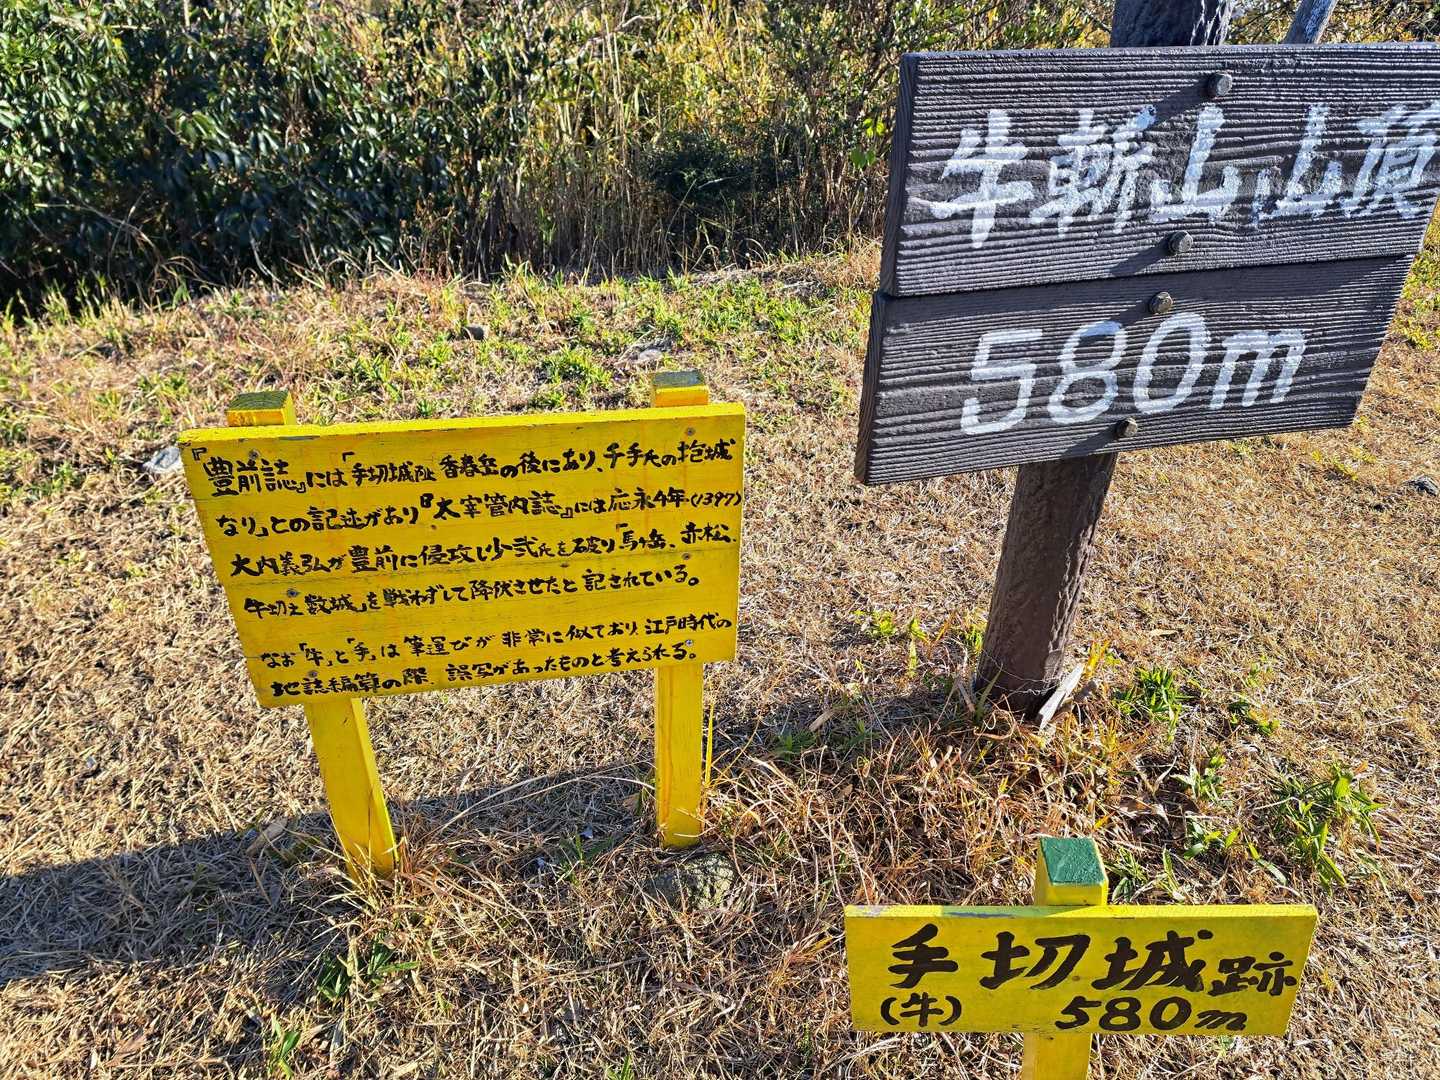 牛斬山山頂
580m
『豊前誌』には「手切城趾 香春岳の後にあり、千手氏の抱城
なり」との記述があり『太宰管内誌』には応永4年(1397)
大内義弘が豊前に侵攻し少弐氏を破り「馬ヶ岳、赤松、
牛切之数城」を戦わずして降伏させたと記されている。
なお「牛」と「手」は筆運びが非常に似ており、江戸時代の
地誌編算の際、誤写があったものと考えられる。
手切城跡
(牛) 580m